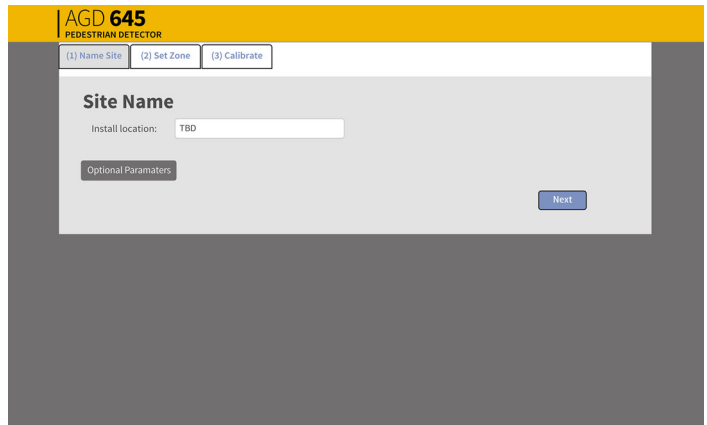 AGD 645
PEDESTRIAN DETECTOR
(1) Name Site (2) Set Zone (3) Calibrate
Site Name
Install location: TBD
Optional Paramaters
Next